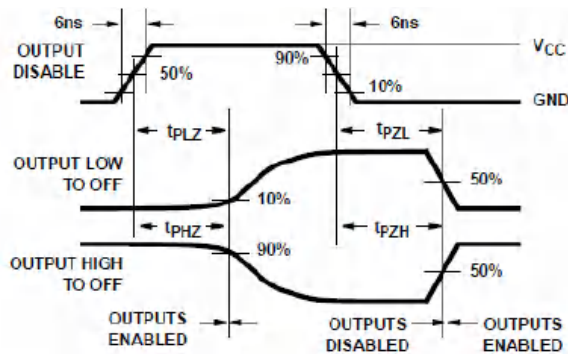 6ns 6ns
OUTPUT DISABLE
50%
90%
10%
VCC
GND
tPLZ tPZL
OUTPUT LOW TO OFF
10%
50%
tPHZ tPZH
OUTPUT HIGH TO OFF
90%
50%
OUTPUTS ENABLED
OUTPUTS DISABLED
OUTPUTS ENABLED